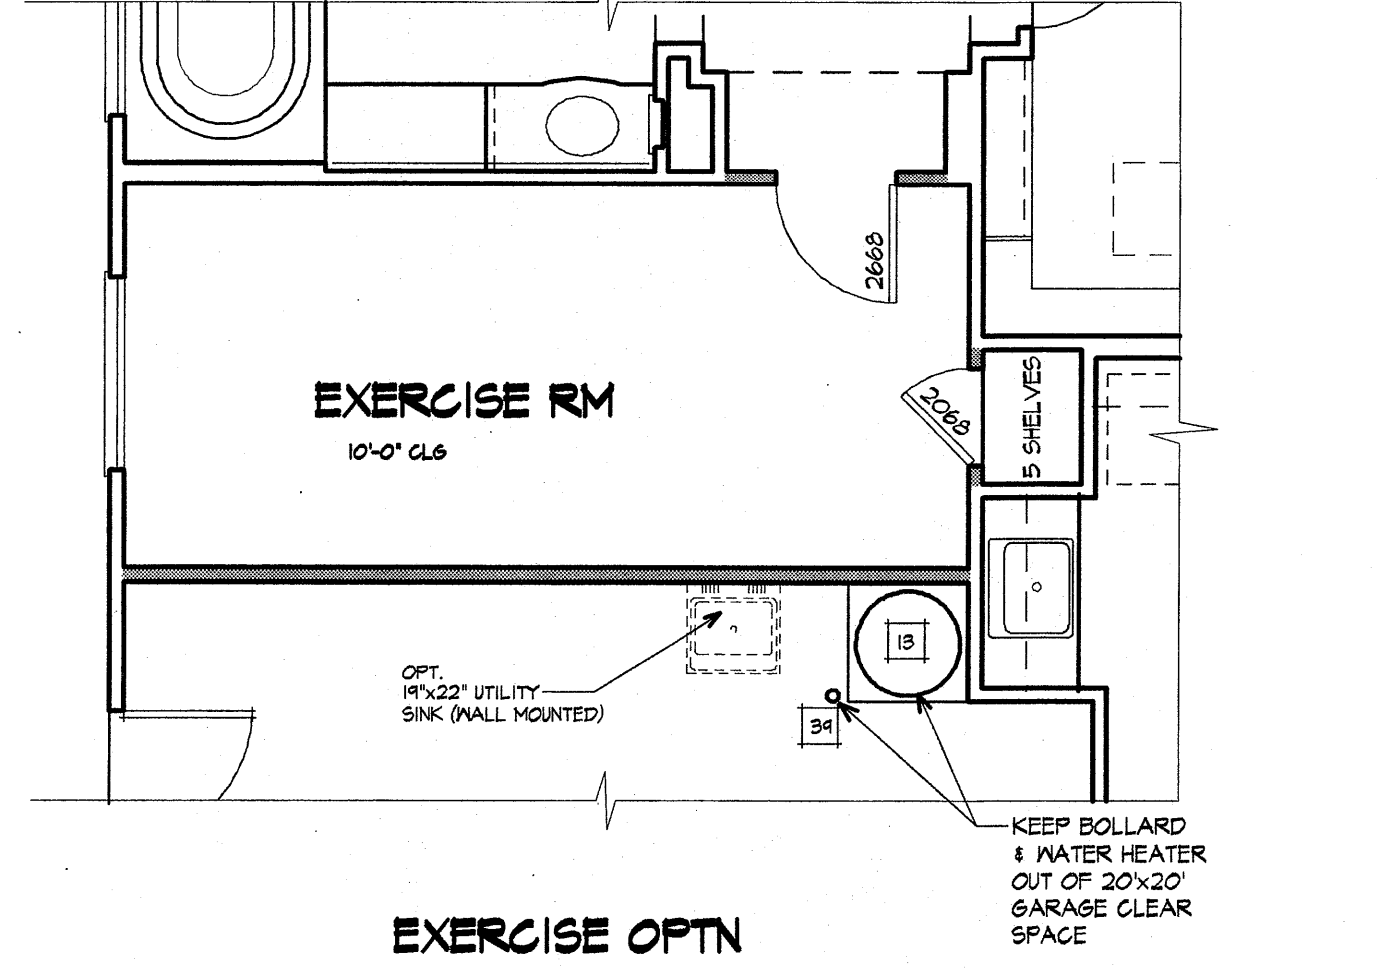 2668
2068
5 SHELVES
EXERCISE RM
10'-0" CLG
13
OPT.
19"x22" UTILITY
SINK (WALL MOUNTED)
39
KEEP BOLLARD
& WATER HEATER
OUT OF 20'x20'
GARAGE CLEAR
SPACE
EXERCISE OPTN